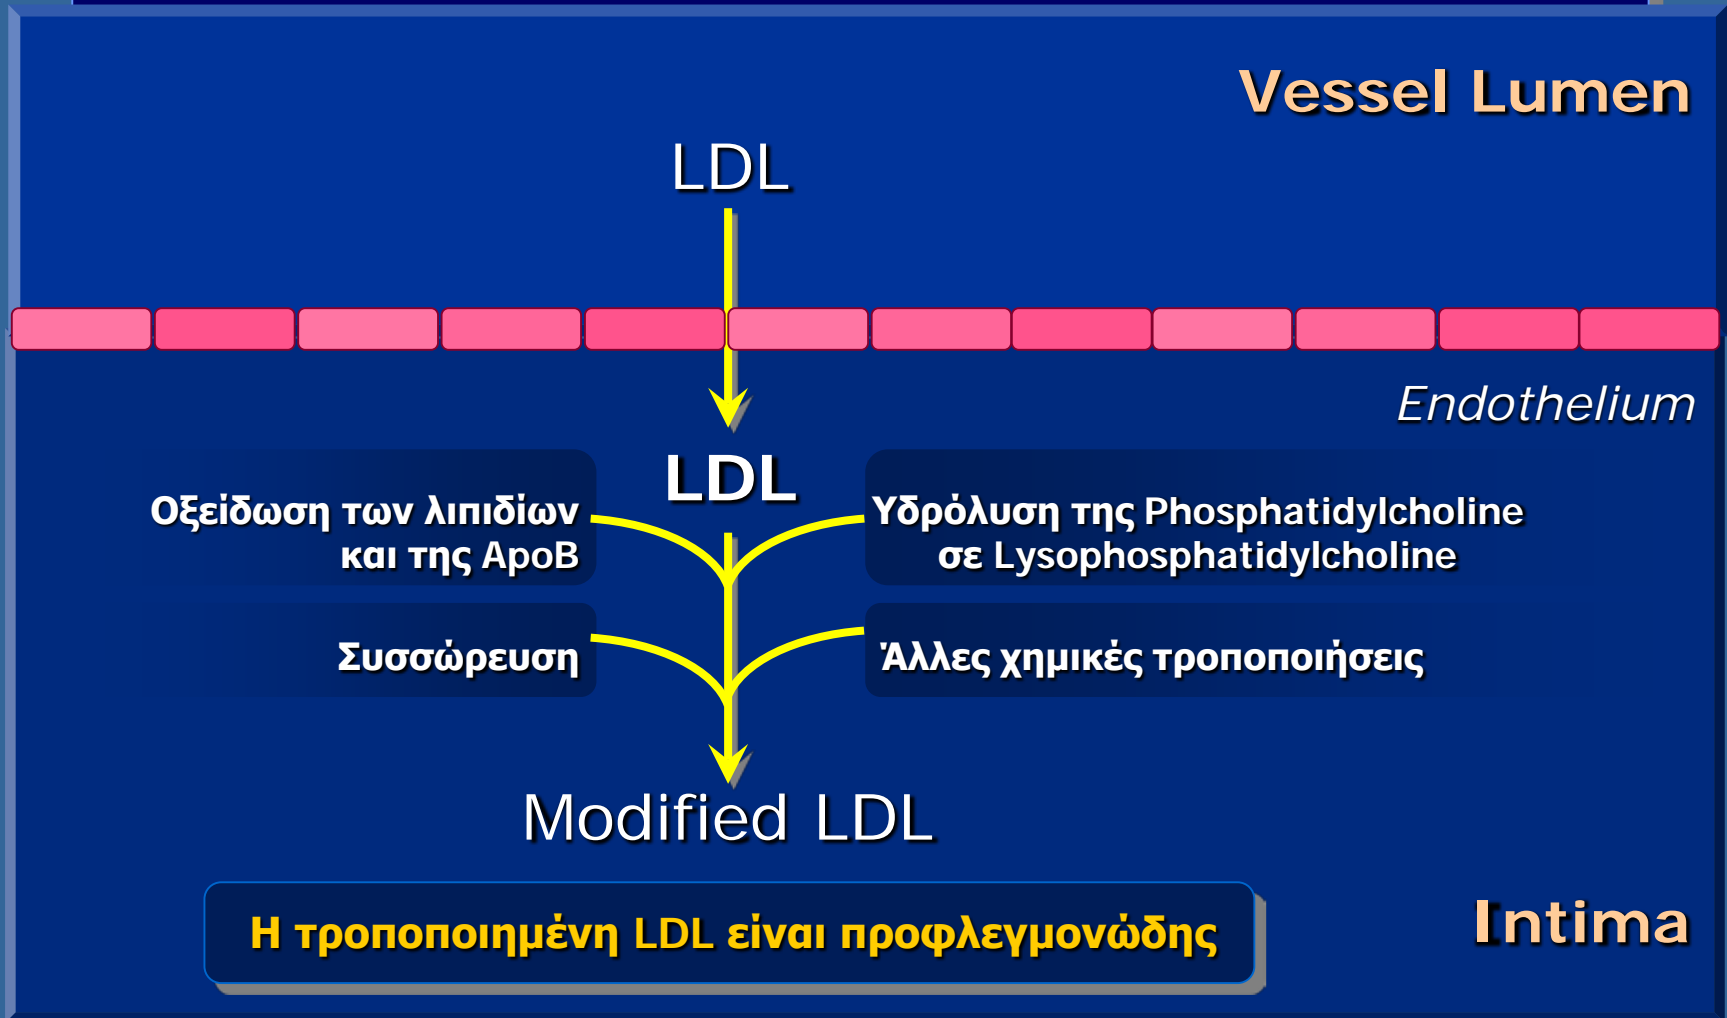 Vessel Lumen
LDL
Endothelium
LDL
Οξείδωση των λιπιδίων
και της ApoB
Υδρόλυση της Phosphatidylcholine
σε Lysophosphatidylcholine
Συσσώρευση
Άλλες χημικές τροποποιήσεις
Modified LDL
Η τροποποιημένη LDL είναι προφλεγμονώδης
Intima